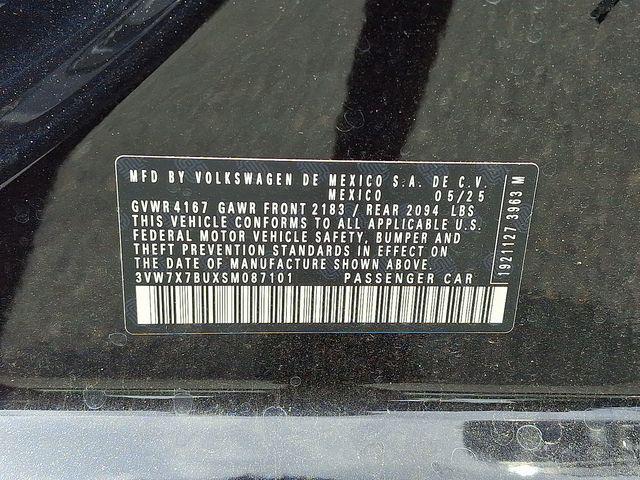 MFD BY VOLKSWAGEN DE MEXICO S.A. DE C.V.
MEXICO 05/25
GVWR 4167 GAWR FRONT 2183 / REAR 2094 LBS
THIS VEHICLE CONFORMS TO ALL APPLICABLE U.S.
FEDERAL MOTOR VEHICLE SAFETY, BUMPER AND
THEFT PREVENTION STANDARDS IN EFFECT ON
THE DATE OF MANUFACTURE SHOWN ABOVE.
3VW7X7BUXSM087101 PASSENGER CAR
1921127 3963 M